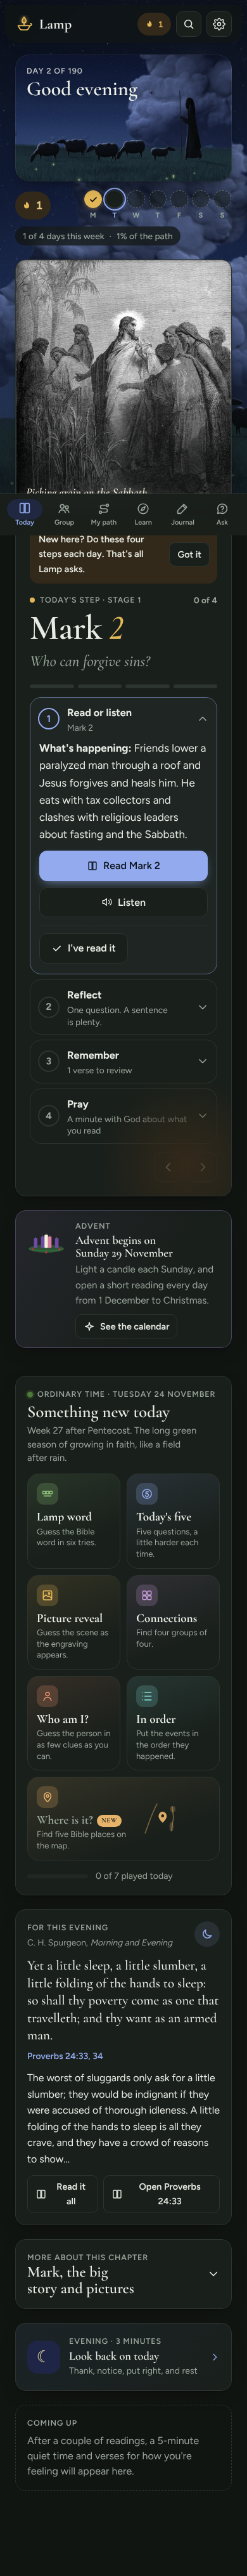 Lamp
1
DAY 2 OF 190
Good evening
1
M T W T F S S
1 of 4 days this week · 1% of the path
Picking grain on the Sabbath
Today
Group
My path
Learn
Journal
Ask
New here? Do these four
steps each day. That's all
Lamp asks.
Got it
TODAY'S STEP · STAGE 1
0 of 4
Mark 2
Who can forgive sins?
1
Read or listen
Mark 2
What's happening: Friends lower a
paralyzed man through a roof and
Jesus forgives and heals him. He
eats with tax collectors and
clashes with religious leaders
about fasting and the Sabbath.
Read Mark 2
Listen
I've read it
2
Reflect
One question. A sentence
is plenty.
3
Remember
1 verse to review
4
Pray
A minute with God about what
you read
ADVENT
Advent begins on
Sunday 29 November
Light a candle each Sunday, and
open a short reading every day
from 1 December to Christmas.
See the calendar
ORDINARY TIME · TUESDAY 24 NOVEMBER
Something new today
Week 27 after Pentecost. The long green
season of growing in faith, like a field
after rain.
Lamp word
Guess the Bible
word in six tries.
Today's five
Five questions, a
little harder each
time.
Picture reveal
Guess the scene as
the engraving
appears.
Connections
Find four groups of
four.
Who am I?
Guess the person in
as few clues as you
can.
In order
Put the events in
the order they
happened.
Where is it? NEW
Find five Bible places on
the map.
0 of 7 played today
FOR THIS EVENING
C. H. Spurgeon, Morning and Evening
Yet a little sleep, a little slumber, a
little folding of the hands to sleep:
so shall thy poverty come as one that
travelleth; and thy want as an armed
man.
Proverbs 24:33, 34
The worst of sluggards only ask for a little
slumber; they would be indignant if they
were accused of thorough idleness. A little
folding of the hands to sleep is all they
crave, and they have a crowd of reasons
to show…
Read it
all
Open Proverbs
24:33
MORE ABOUT THIS CHAPTER
Mark, the big
story and pictures
EVENING · 3 MINUTES
Look back on today
Thank, notice, put right, and rest
COMING UP
After a couple of readings, a 5-minute
quiet time and verses for how you're
feeling will appear here.